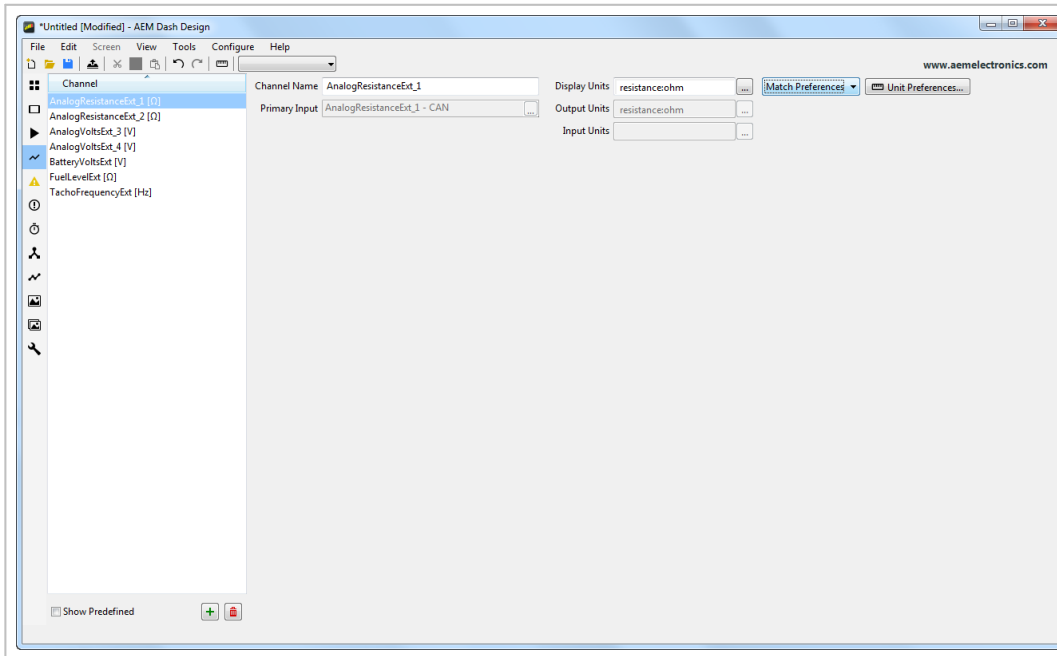 *Untitled [Modified] - AEM Dash Design
File Edit Screen View Tools Configure Help
www.aemelectronics.com
Channel
AnalogResistanceExt_1 [Ω]
AnalogResistanceExt_2 [Ω]
AnalogVoltsExt_3 [V]
AnalogVoltsExt_4 [V]
BatteryVoltsExt [V]
FuelLevelExt [Ω]
TachoFrequencyExt [Hz]
Channel Name AnalogResistanceExt_1
Primary Input AnalogResistanceExt_1 - CAN ...
Display Units resistance:ohm ... Match Preferences Unit Preferences...
Output Units resistance:ohm ...
Input Units ...
Show Predefined